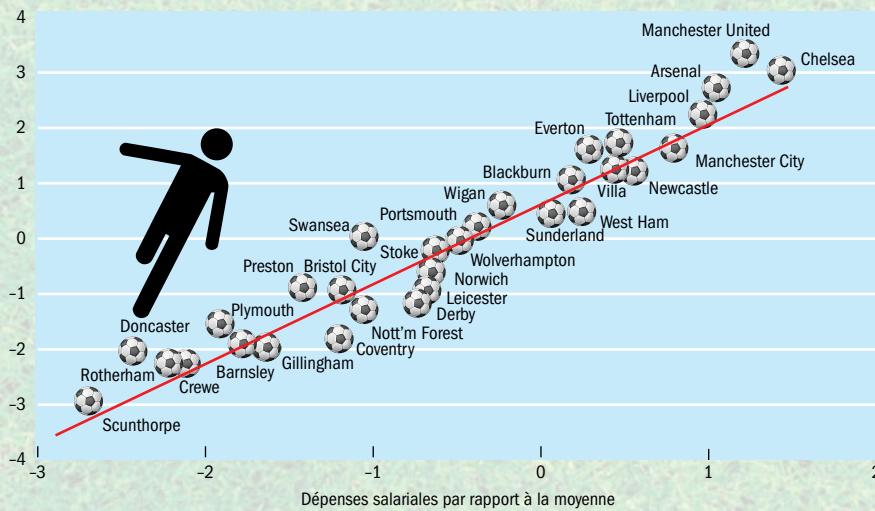 4
3
2
1
0
–1
–2
–3
–4
Manchester United
Chelsea
Arsenal
Liverpool
Tottenham
Everton
Manchester City
Blackburn
Newcastle
Villa
Wigan
West Ham
Portsmouth
Sunderland
Swansea
Stoke
Wolverhampton
Preston
Bristol City
Norwich
Leicester
Derby
Plymouth
Doncaster
Nott'm Forest
Coventry
Gillingham
Barnsley
Rotherham
Crewe
Scunthorpe
–3
–2
–1
0
1
2
Dépenses salariales par rapport à la moyenne